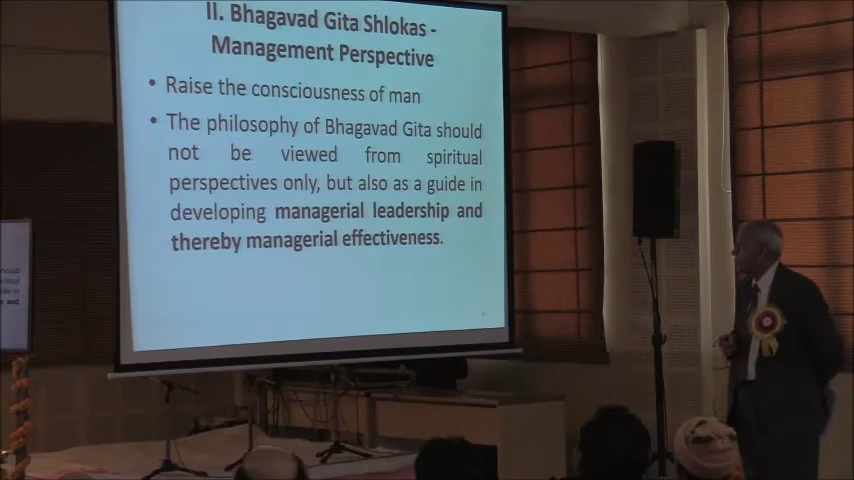 II. Bhagavad Gita Shlokas -
Management Perspective
• Raise the consciousness of man
• The philosophy of Bhagavad Gita should
not be viewed from spiritual
perspectives only, but also as a guide in
developing managerial leadership and
thereby managerial effectiveness.